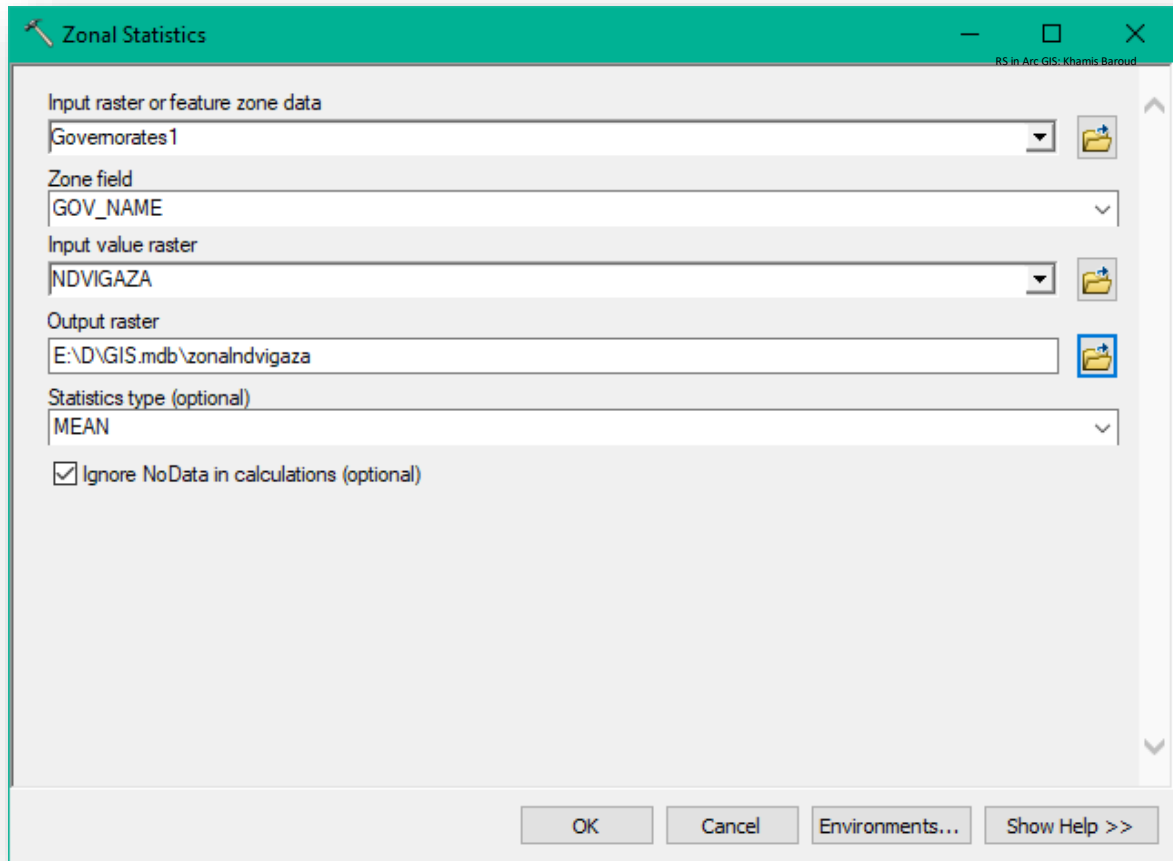 Zonal Statistics
RS in Arc GIS: Khamis Baroud
Input raster or feature zone data
Governorates1
Zone field
GOV_NAME
Input value raster
NDVIGAZA
Output raster
E:\D\GIS.mdb\zonalndvigaza
Statistics type (optional)
MEAN
Ignore NoData in calculations (optional)
OK Cancel Environments... Show Help >>